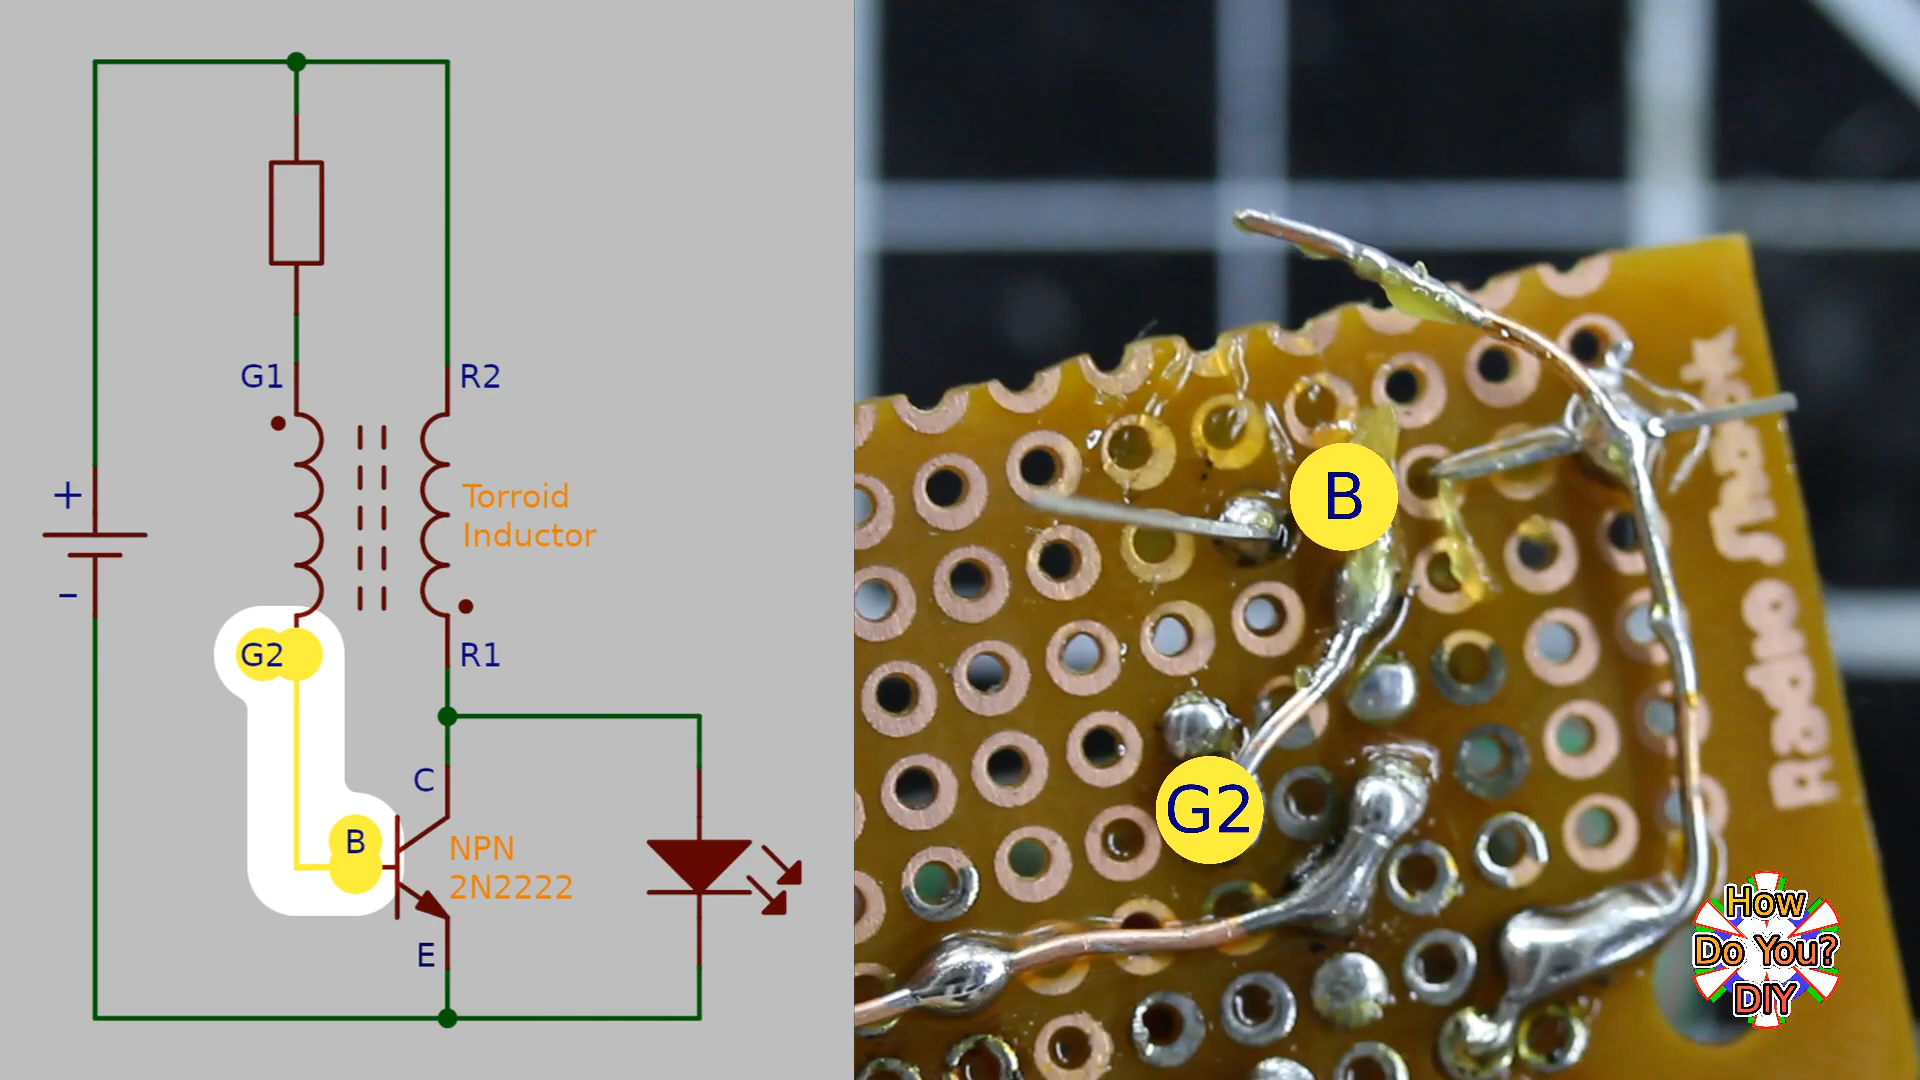 G1
R2
+
Torroid
Inductor
−
G2
R1
C
B
NPN
2N2222
E
B
G2
Radio Shack
How
Do You?
DIY